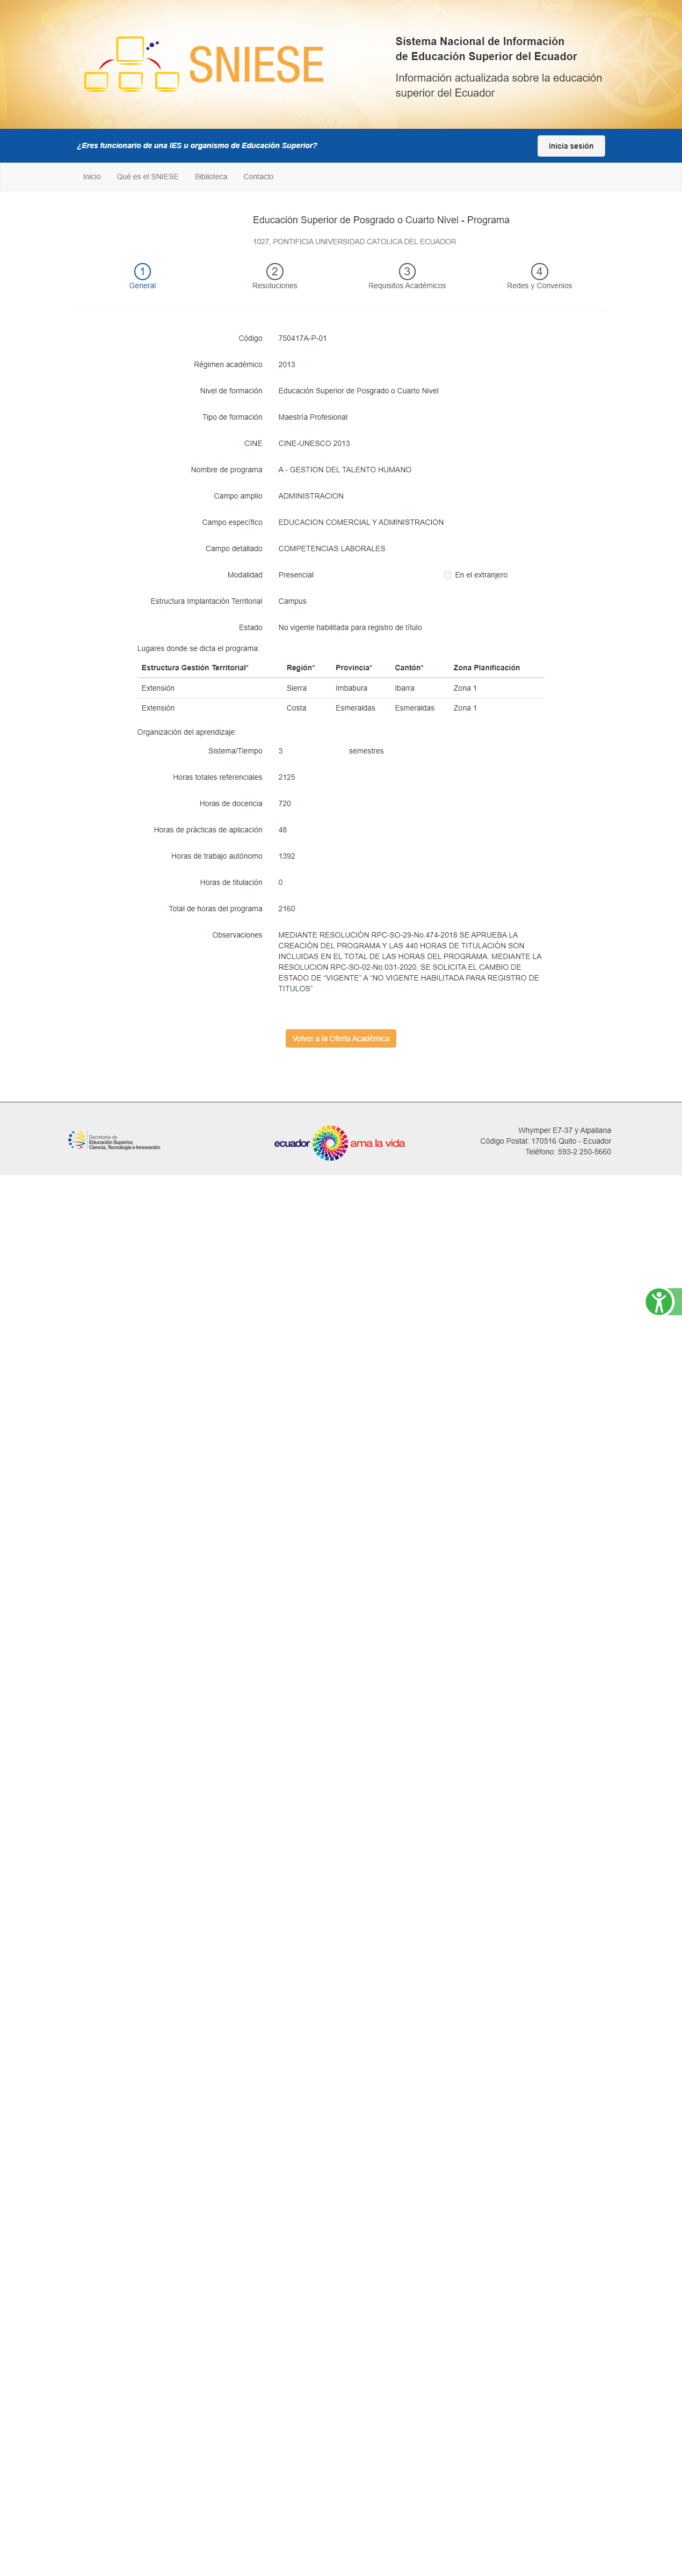 SNIESE
Sistema Nacional de Información
de Educación Superior del Ecuador
Información actualizada sobre la educación
superior del Ecuador
¿Eres funcionario de una IES u organismo de Educación Superior?
Inicia sesión
Inicio Qué es el SNIESE Biblioteca Contacto
Educación Superior de Posgrado o Cuarto Nivel - Programa
1027, PONTIFICIA UNIVERSIDAD CATOLICA DEL ECUADOR
1 2 3 4
General Resoluciones Requisitos Académicos Redes y Convenios
Código 750417A-P-01
Régimen académico 2013
Nivel de formación Educación Superior de Posgrado o Cuarto Nivel
Tipo de formación Maestría Profesional
CINE CINE-UNESCO 2013
Nombre de programa A - GESTION DEL TALENTO HUMANO
Campo amplio ADMINISTRACION
Campo específico EDUCACION COMERCIAL Y ADMINISTRACION
Campo detallado COMPETENCIAS LABORALES
Modalidad Presencial En el extranjero
Estructura Implantación Territorial Campus
Estado No vigente habilitada para registro de título
Lugares donde se dicta el programa:
Estructura Gestión Territorial* Región* Provincia* Cantón* Zona Planificación
Extensión Sierra Imbabura Ibarra Zona 1
Extensión Costa Esmeraldas Esmeraldas Zona 1
Organización del aprendizaje:
Sistema/Tiempo 3 semestres
Horas totales referenciales 2125
Horas de docencia 720
Horas de prácticas de aplicación 48
Horas de trabajo autónomo 1392
Horas de titulación 0
Total de horas del programa 2160
Observaciones MEDIANTE RESOLUCIÓN RPC-SO-29-No.474-2018 SE APRUEBA LA
CREACIÓN DEL PROGRAMA Y LAS 440 HORAS DE TITULACIÓN SON
INCLUIDAS EN EL TOTAL DE LAS HORAS DEL PROGRAMA. MEDIANTE LA
RESOLUCION RPC-SO-02-No.031-2020, SE SOLICITA EL CAMBIO DE
ESTADO DE “VIGENTE” A “NO VIGENTE HABILITADA PARA REGISTRO DE
TITULOS”
Volver a la Oferta Académica
Secretaría de
Educación Superior,
Ciencia, Tecnología e Innovación
ecuador ama la vida
Whymper E7-37 y Alpallana
Código Postal: 170516 Quito - Ecuador
Teléfono: 593-2 250-5660